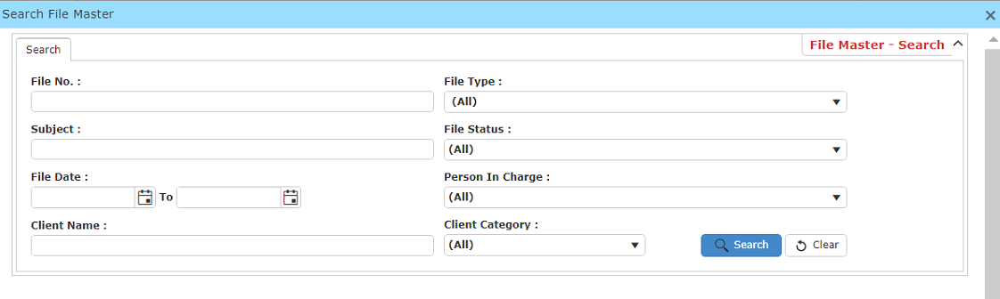 Search File Master
Search
File Master - Search
File No. :
File Type :
(All)
Subject :
File Status :
(All)
File Date :
Person In Charge :
To
(All)
Client Name :
Client Category :
(All)
Search
Clear